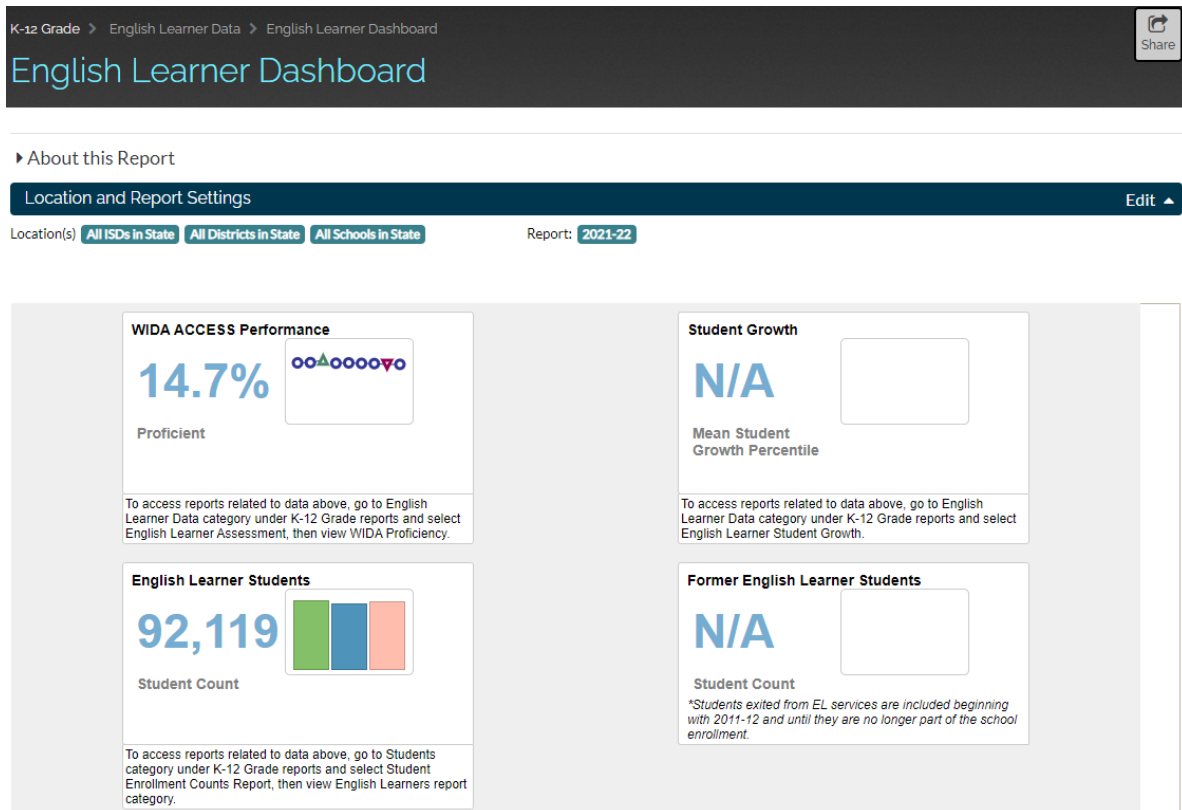 K-12 Grade > English Learner Data > English Learner Dashboard
Share
English Learner Dashboard
About this Report
Location and Report Settings
Edit
Location(s) All ISDs in State All Districts in State All Schools in State Report: 2021-22
WIDA ACCESS Performance
14.7%
Proficient
To access reports related to data above, go to English
Learner Data category under K-12 Grade reports and select
English Learner Assessment, then view WIDA Proficiency.
Student Growth
N/A
Mean Student
Growth Percentile
To access reports related to data above, go to English
Learner Data category under K-12 Grade reports and select
English Learner Student Growth.
English Learner Students
92,119
Student Count
To access reports related to data above, go to Students
category under K-12 Grade reports and select Student
Enrollment Counts Report, then view English Learners report
category.
Former English Learner Students
N/A
Student Count
*Students exited from EL services are included beginning
with 2011-12 and until they are no longer part of the school
enrollment.